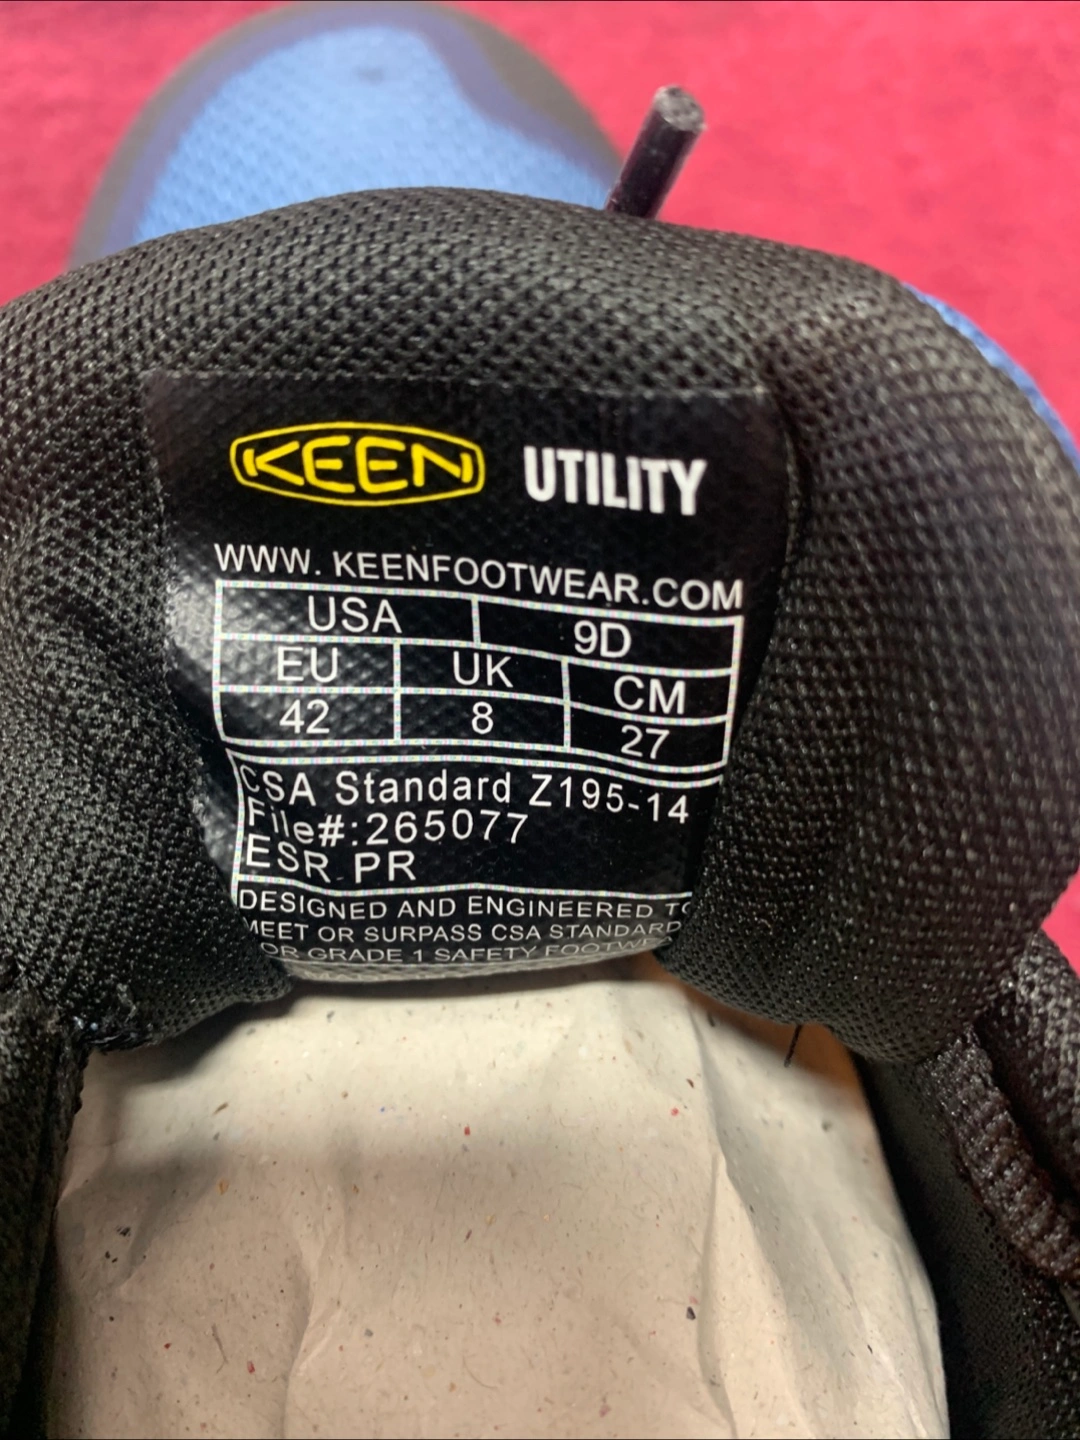 KEEN UTILITY
WWW. KEENFOOTWEAR.COM
USA 9D
EU UK CM
42 8 27
CSA Standard Z195-14
File#:265077
ESR PR
DESIGNED AND ENGINEERED TO
MEET OR SURPASS CSA STANDARD
FOR GRADE 1 SAFETY